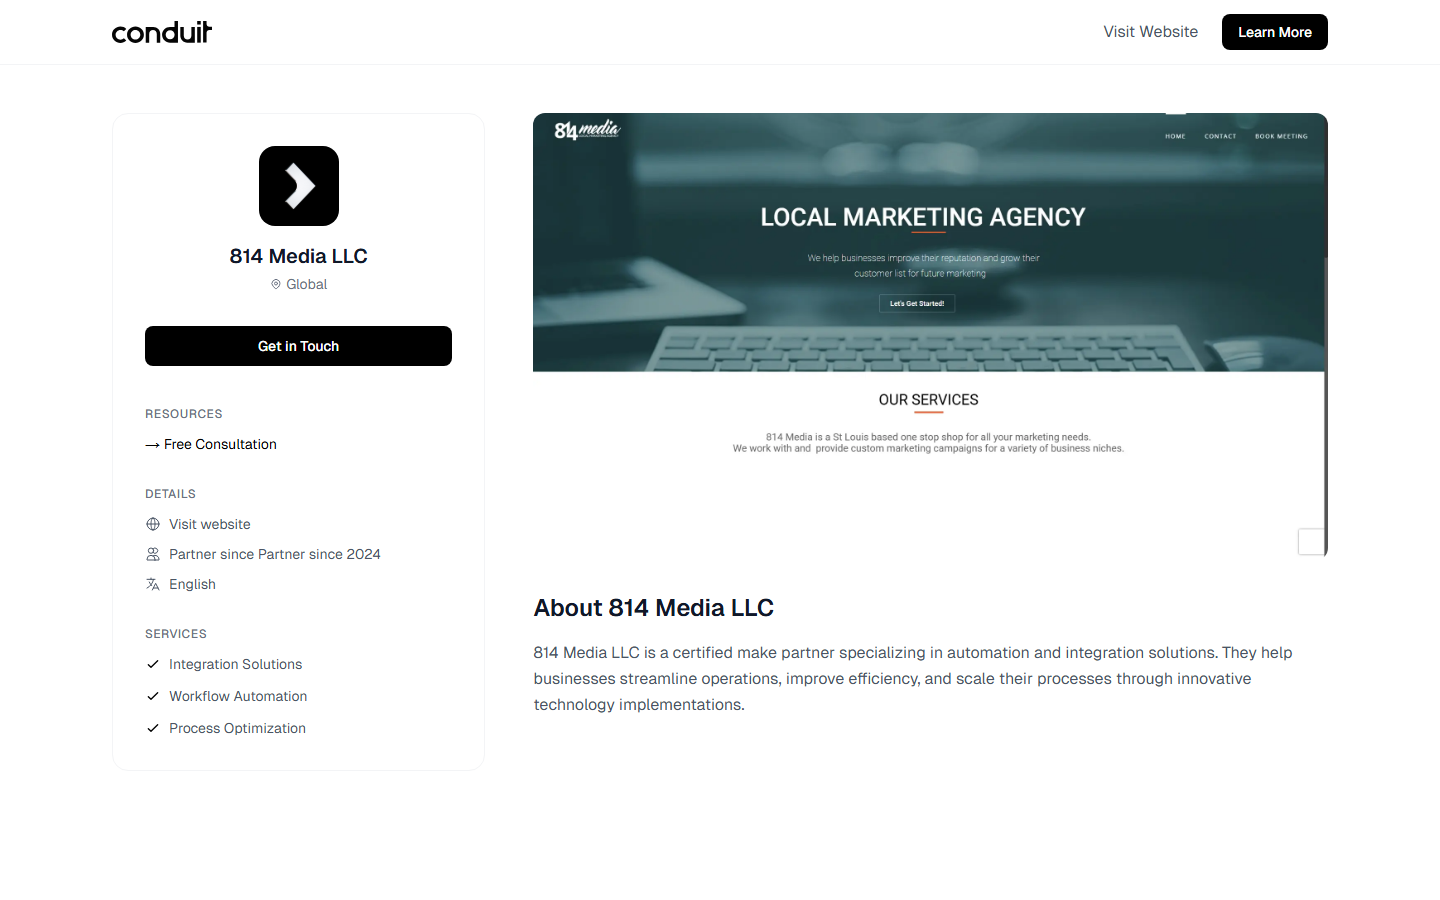 conduit
Visit Website
Learn More
814 Media LLC
Global
Get in Touch
RESOURCES
→ Free Consultation
DETAILS
Visit website
Partner since Partner since 2024
English
SERVICES
Integration Solutions
Workflow Automation
Process Optimization
814 media
HOME
CONTACT
BOOK MEETING
LOCAL MARKETING AGENCY
We help businesses improve their reputation and grow their
customer list for future marketing
Let's Get Started!
OUR SERVICES
814 Media is a St Louis based one stop shop for all your marketing needs.
We work with and provide custom marketing campaigns for a variety of business niches.
About 814 Media LLC
814 Media LLC is a certified make partner specializing in automation and integration solutions. They help
businesses streamline operations, improve efficiency, and scale their processes through innovative
technology implementations.